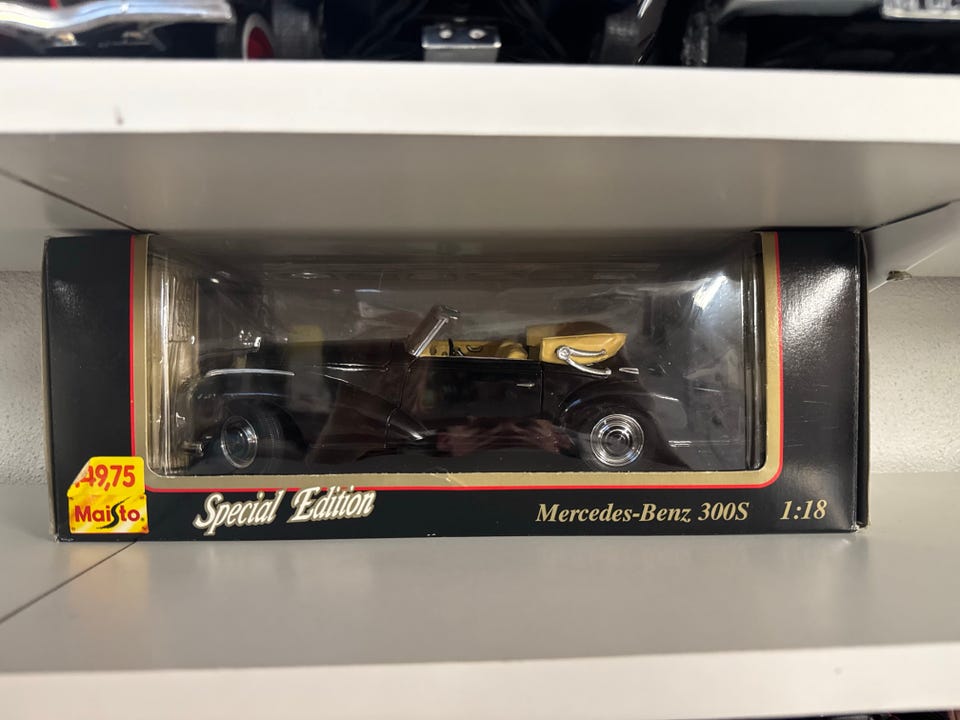 49,75
Maisto
Special Edition
Mercedes-Benz 300S 1:18